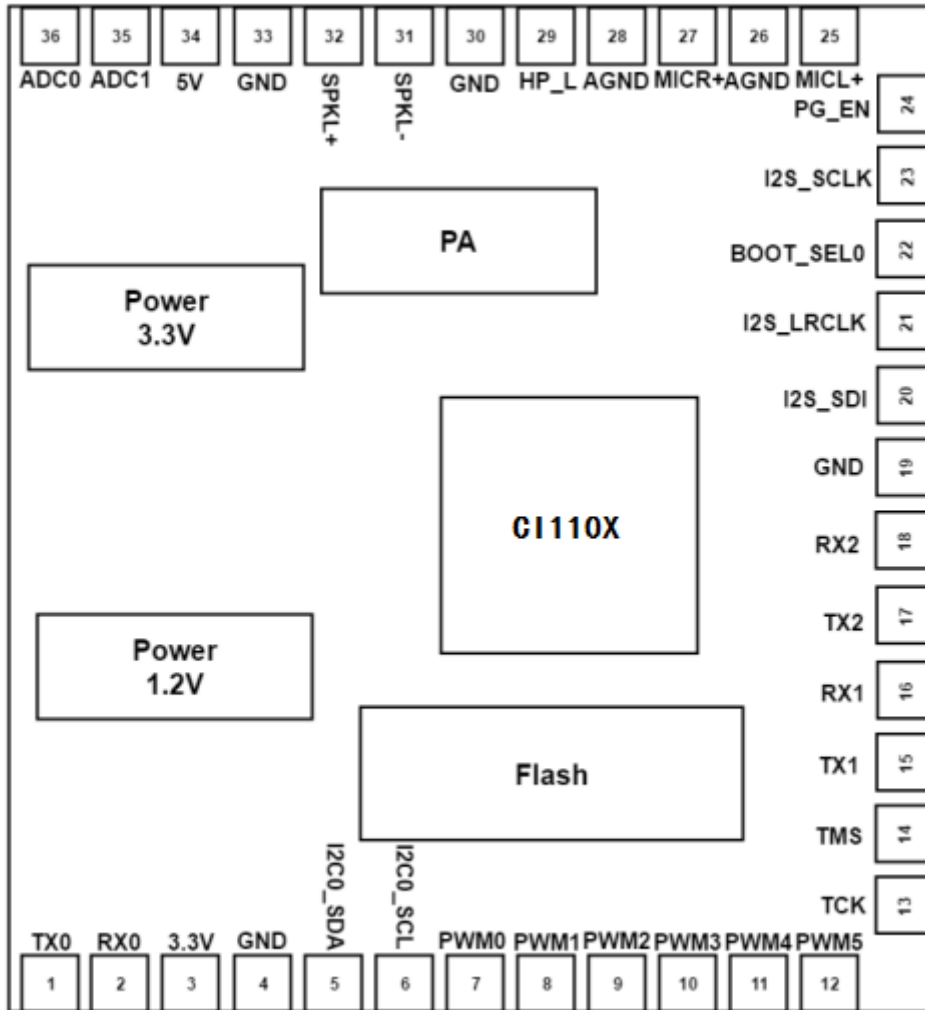 36 35 34 33 32 31 30 29 28 27 26 25
ADC0 ADC1 5V GND SPKL+ SPKL- GND HP_L AGND MICR+ AGND MICL+
PG_EN 24
I2S_SCLK 23
BOOT_SEL0 22
I2S_LRCLK 21
I2S_SDI 20
GND 19
RX2 18
TX2 17
RX1 16
TX1 15
TMS 14
TCK 13
PA
Power
3.3V
CI110X
Power
1.2V
Flash
TX0 RX0 3.3V GND I2C0_SDA I2C0_SCL PWM0 PWM1 PWM2 PWM3 PWM4 PWM5
1 2 3 4 5 6 7 8 9 10 11 12